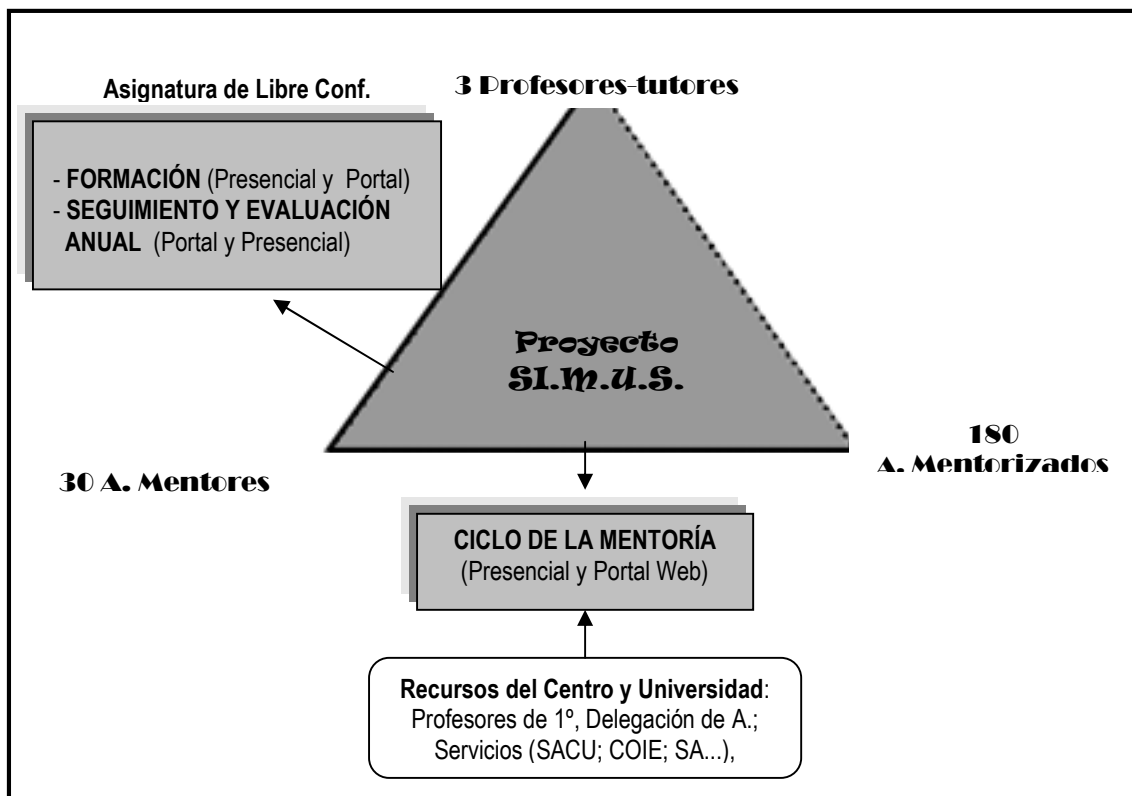 Asignatura de Libre Conf.
3 Profesores-tutores
- FORMACIÓN (Presencial y Portal)
- SEGUIMIENTO Y EVALUACIÓN
ANUAL (Portal y Presencial)
Proyecto
SI.M.U.S.
30 A. Mentores
180
A. Mentorizados
CICLO DE LA MENTORÍA
(Presencial y Portal Web)
Recursos del Centro y Universidad:
Profesores de 1º, Delegación de A.;
Servicios (SACU; COIE; SA...),